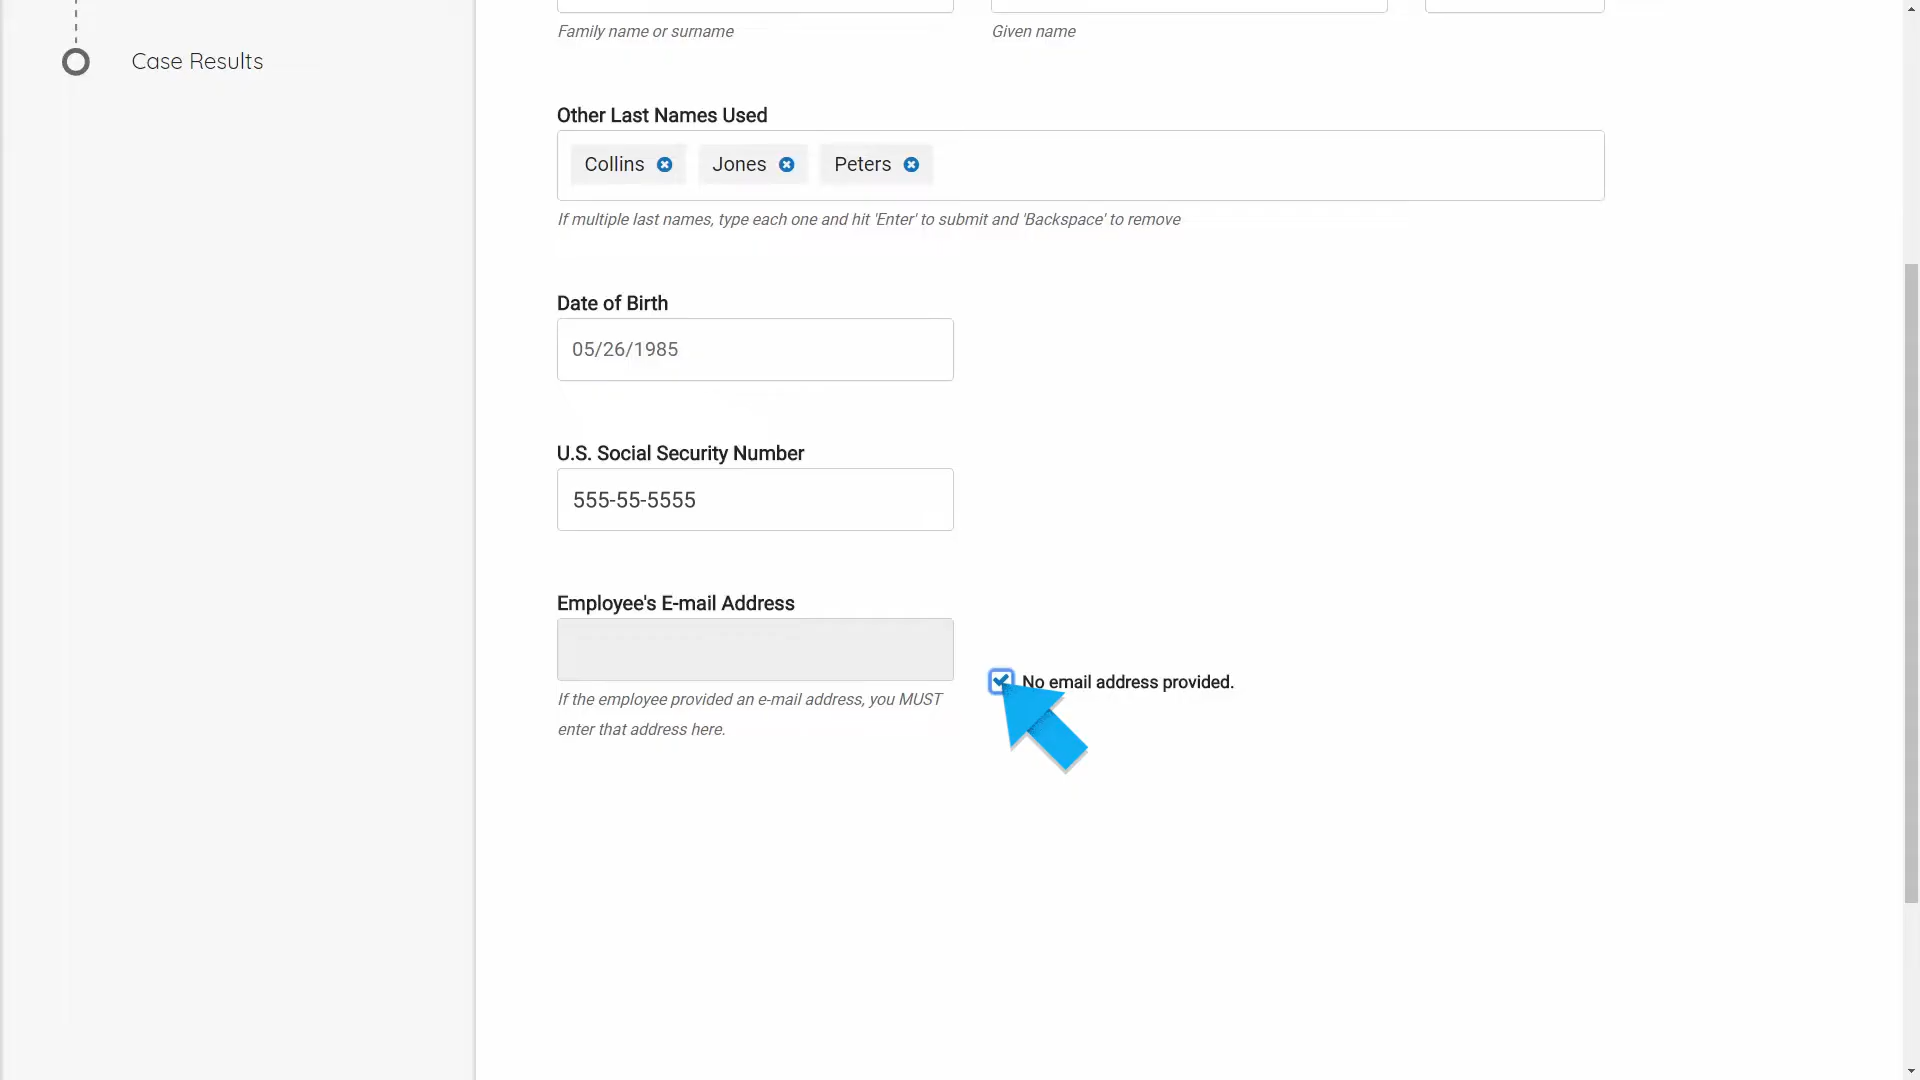 Family name or surname
Given name
Case Results
Other Last Names Used
Collins
Jones
Peters
If multiple last names, type each one and hit 'Enter' to submit and 'Backspace' to remove
Date of Birth
05/26/1985
U.S. Social Security Number
555-55-5555
Employee's E-mail Address
No email address provided.
If the employee provided an e-mail address, you MUST
enter that address here.